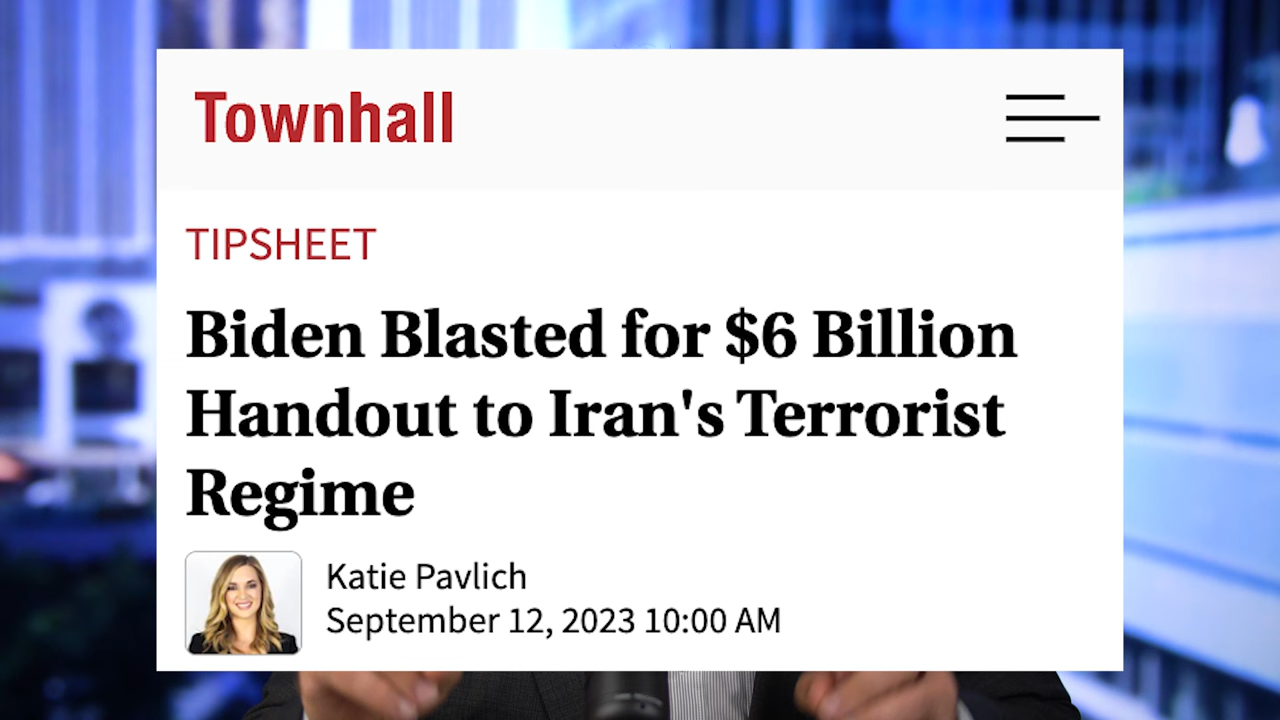 Townhall
TIPSHEET
Biden Blasted for $6 Billion
Handout to Iran's Terrorist
Regime
Katie Pavlich
September 12, 2023 10:00 AM